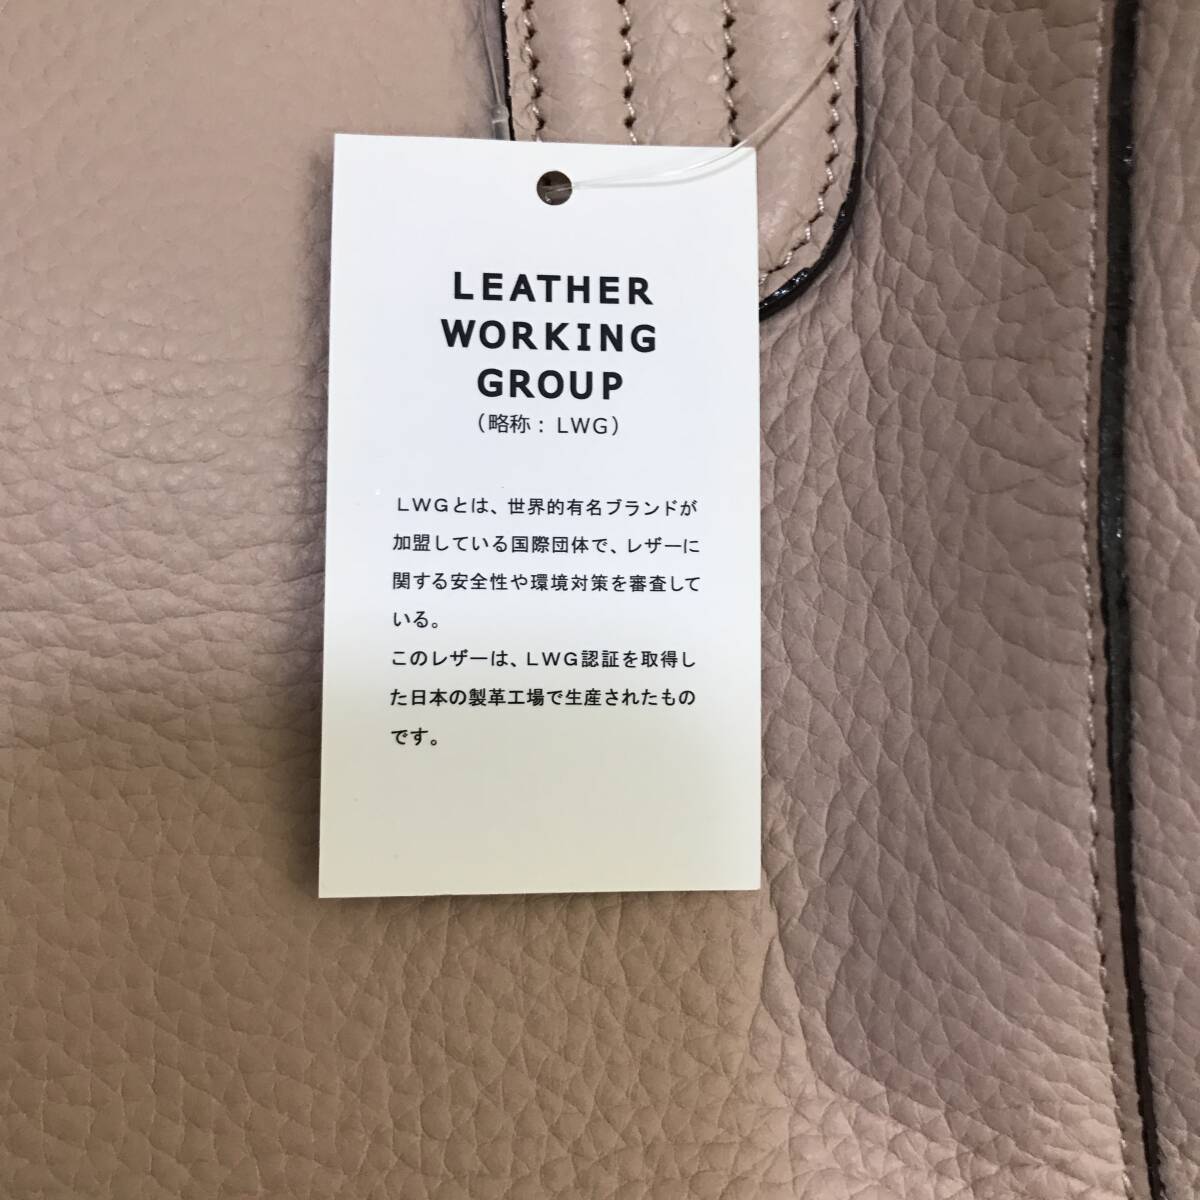 LEATHER
WORKING
GROUP
（略称：LWG）
LWGとは、世界的有名ブランドが
加盟している国際団体で、レザーに
関する安全性や環境対策を審査して
いる。
このレザーは、LWG認証を取得し
た日本の製革工場で生産されたもの
です。